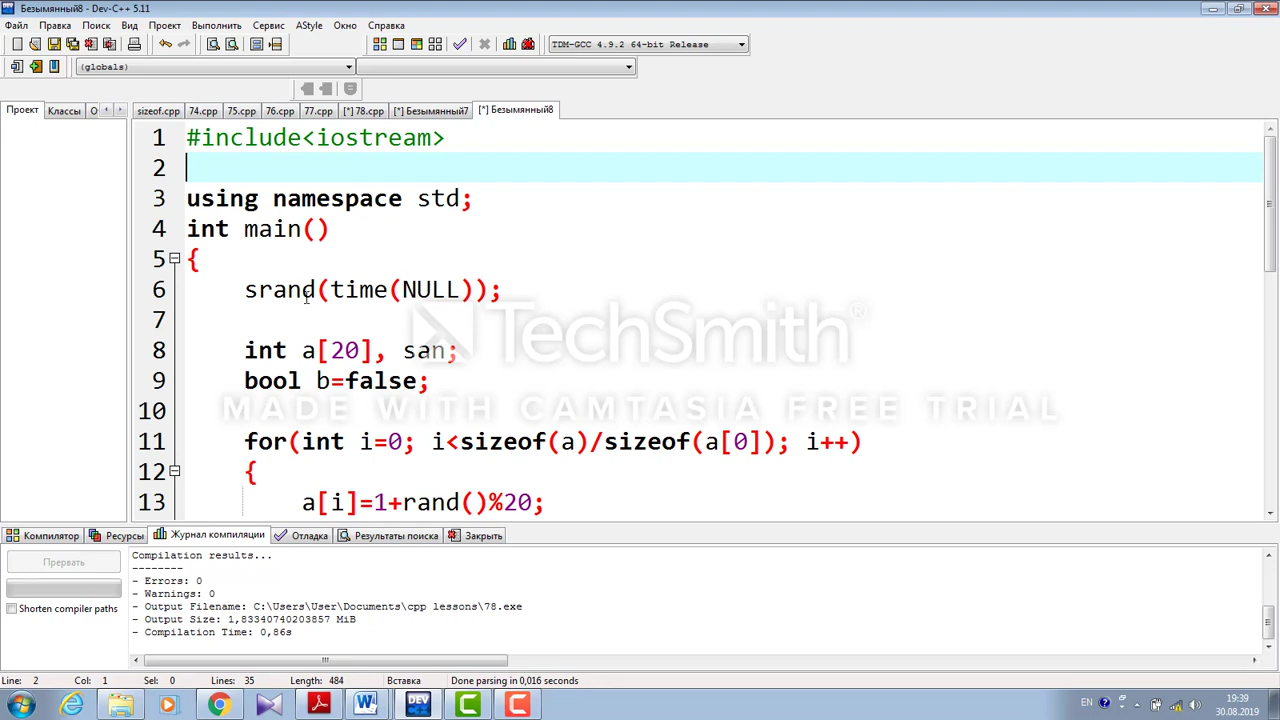 Безымянный8 - Dev-C++ 5.11
Файл Правка Поиск Вид Проект Выполнить Сервис AStyle Окно Справка
TDM-GCC 4.9.2 64-bit Release
(globals)
Проект Классы О
sizeof.cpp 74.cpp 75.cpp 76.cpp 77.cpp [*] 78.cpp [*] Безымянный7 [*] Безымянный8
1 #include<iostream>
2
3 using namespace std;
4 int main()
5 {
6 srand(time(NULL));
7
8 int a[20], san;
9 bool b=false;
10
11 for(int i=0; i<sizeof(a)/sizeof(a[0]); i++)
12 {
13 a[i]=1+rand()%20;
TechSmith®
MADE WITH CAMTASIA FREE TRIAL
Компилятор Ресурсы Журнал компиляции Отладка Результаты поиска Закрыть
Прервать
Shorten compiler paths
Compilation results...
--------
- Errors: 0
- Warnings: 0
- Output Filename: C:\Users\User\Documents\cpp lessons\78.exe
- Output Size: 1,83340740203857 MiB
- Compilation Time: 0,86s
Line: 2 Col: 1 Sel: 0 Lines: 35 Length: 484 Вставка Done parsing in 0,016 seconds
EN 19:39
30.08.2019